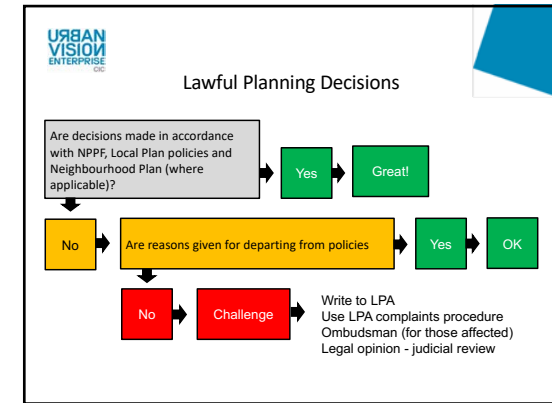 URBAN
VISION
ENTERPRISE
CIC
Lawful Planning Decisions
Are decisions made in accordance
with NPPF, Local Plan policies and
Neighbourhood Plan (where
applicable)?
Yes
Great!
No
Are reasons given for departing from policies
Yes
OK
No
Challenge
Write to LPA
Use LPA complaints procedure
Ombudsman (for those affected)
Legal opinion - judicial review